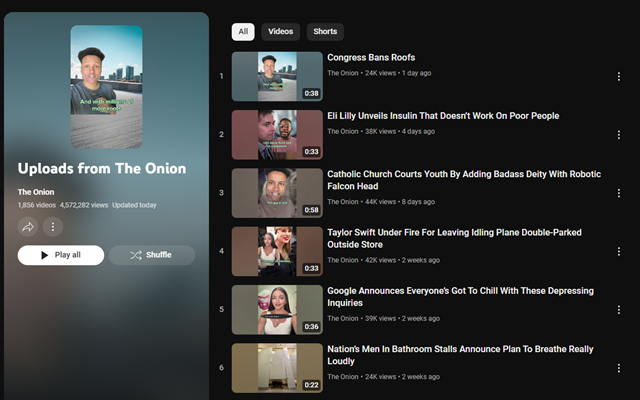 And with millions of
more roofs
Uploads from The Onion
The Onion
1,856 videos 4,572,282 views Updated today
Play all
Shuffle
All
Videos
Shorts
1
0:38
Congress Bans Roofs
The Onion • 24K views • 1 day ago
2
0:33
Eli Lilly Unveils Insulin That Doesn't Work On Poor People
The Onion • 38K views • 4 days ago
3
0:58
Catholic Church Courts Youth By Adding Badass Deity With Robotic
Falcon Head
The Onion • 44K views • 8 days ago
4
0:33
Taylor Swift Under Fire For Leaving Idling Plane Double-Parked
Outside Store
The Onion • 42K views • 2 weeks ago
5
0:36
Google Announces Everyone's Got To Chill With These Depressing
Inquiries
The Onion • 39K views • 2 weeks ago
6
0:22
Nation's Men In Bathroom Stalls Announce Plan To Breathe Really
Loudly
The Onion • 24K views • 2 weeks ago